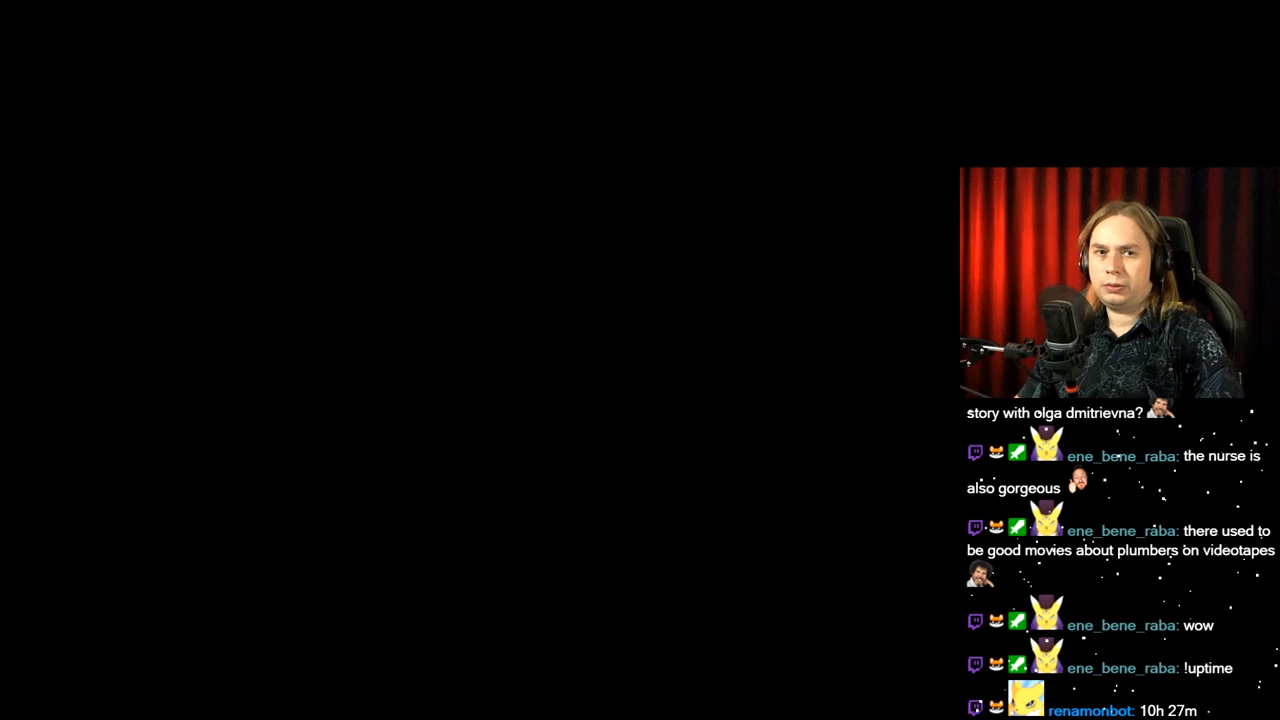 story with olga dmitrievna?
ene_bene_raba: the nurse is
also gorgeous
ene_bene_raba: there used to
be good movies about plumbers on videotapes
ene_bene_raba: wow
ene_bene_raba: !uptime
renamonbot: 10h 27m